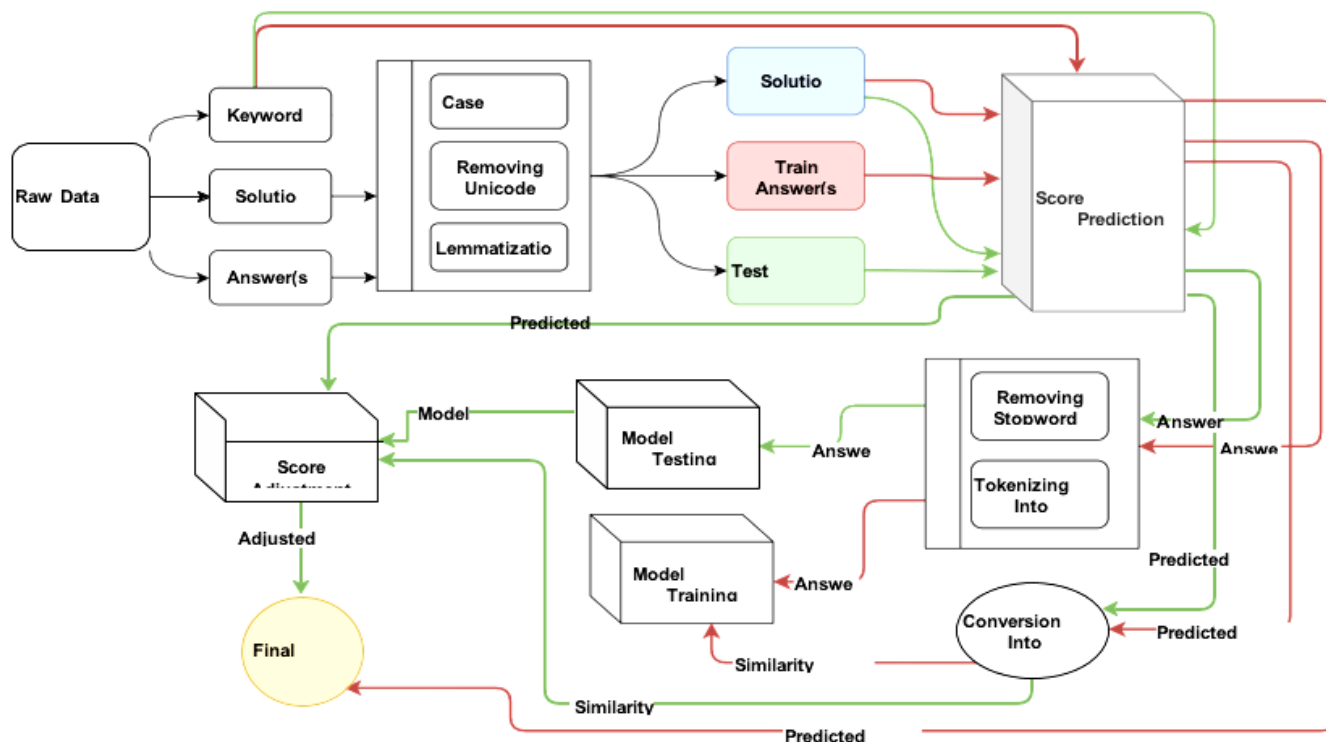 Keyword
Case
Solutio
Removing
Unicode
Train
Answer(s
Raw Data
Solutio
Score
Prediction
Lemmatizatio
Test
Answer(s
Predicted
Removing
Stopword
Model
Answer
Model
Testing
Answe
Answe
Score
Adjustment
Tokenizing
Into
Adjusted
Predicted
Model
Training
Answe
Conversion
Into
Predicted
Final
Similarity
Similarity
Predicted